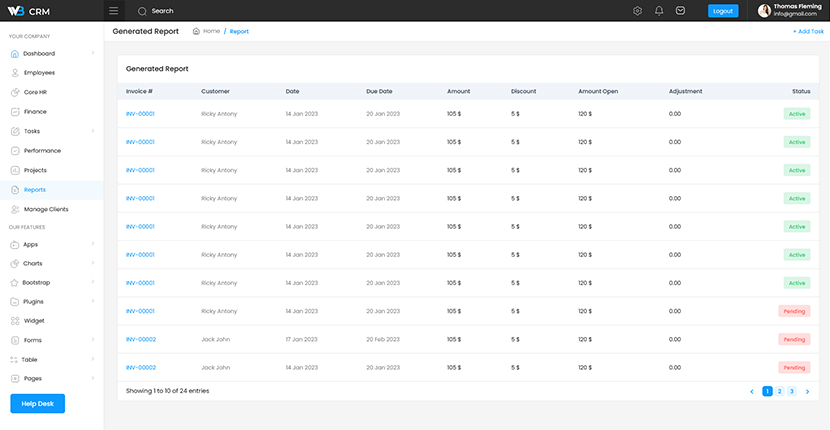 W3 CRM
Search
Logout
Thomas Fleming
info@gmail.com
YOUR COMPANY
Dashboard
Employees
Core HR
Finance
Tasks
Performance
Projects
Reports
Manage Clients
OUR FEATURES
Apps
Charts
Bootstrap
Plugins
Widget
Forms
Table
Pages
Help Desk
Generated Report Home / Report + Add Task
Generated Report
Invoice # Customer Date Due Date Amount Discount Amount Open Adjustment Status
INV-00001 Ricky Antony 14 Jan 2023 20 Jan 2023 105 $ 5 $ 120 $ 0.00 Active
INV-00001 Ricky Antony 14 Jan 2023 20 Jan 2023 105 $ 5 $ 120 $ 0.00 Active
INV-00001 Ricky Antony 14 Jan 2023 20 Jan 2023 105 $ 5 $ 120 $ 0.00 Active
INV-00001 Ricky Antony 14 Jan 2023 20 Jan 2023 105 $ 5 $ 120 $ 0.00 Active
INV-00001 Ricky Antony 14 Jan 2023 20 Jan 2023 105 $ 5 $ 120 $ 0.00 Active
INV-00001 Ricky Antony 14 Jan 2023 20 Jan 2023 105 $ 5 $ 120 $ 0.00 Active
INV-00001 Ricky Antony 14 Jan 2023 20 Jan 2023 105 $ 5 $ 120 $ 0.00 Active
INV-00001 Ricky Antony 14 Jan 2023 20 Jan 2023 105 $ 5 $ 120 $ 0.00 Pending
INV-00002 Jack John 17 Jan 2023 20 Feb 2023 105 $ 5 $ 120 $ 0.00 Pending
INV-00002 Jack John 14 Jan 2023 20 Jan 2023 105 $ 5 $ 120 $ 0.00 Pending
Showing 1 to 10 of 24 entries
1 2 3